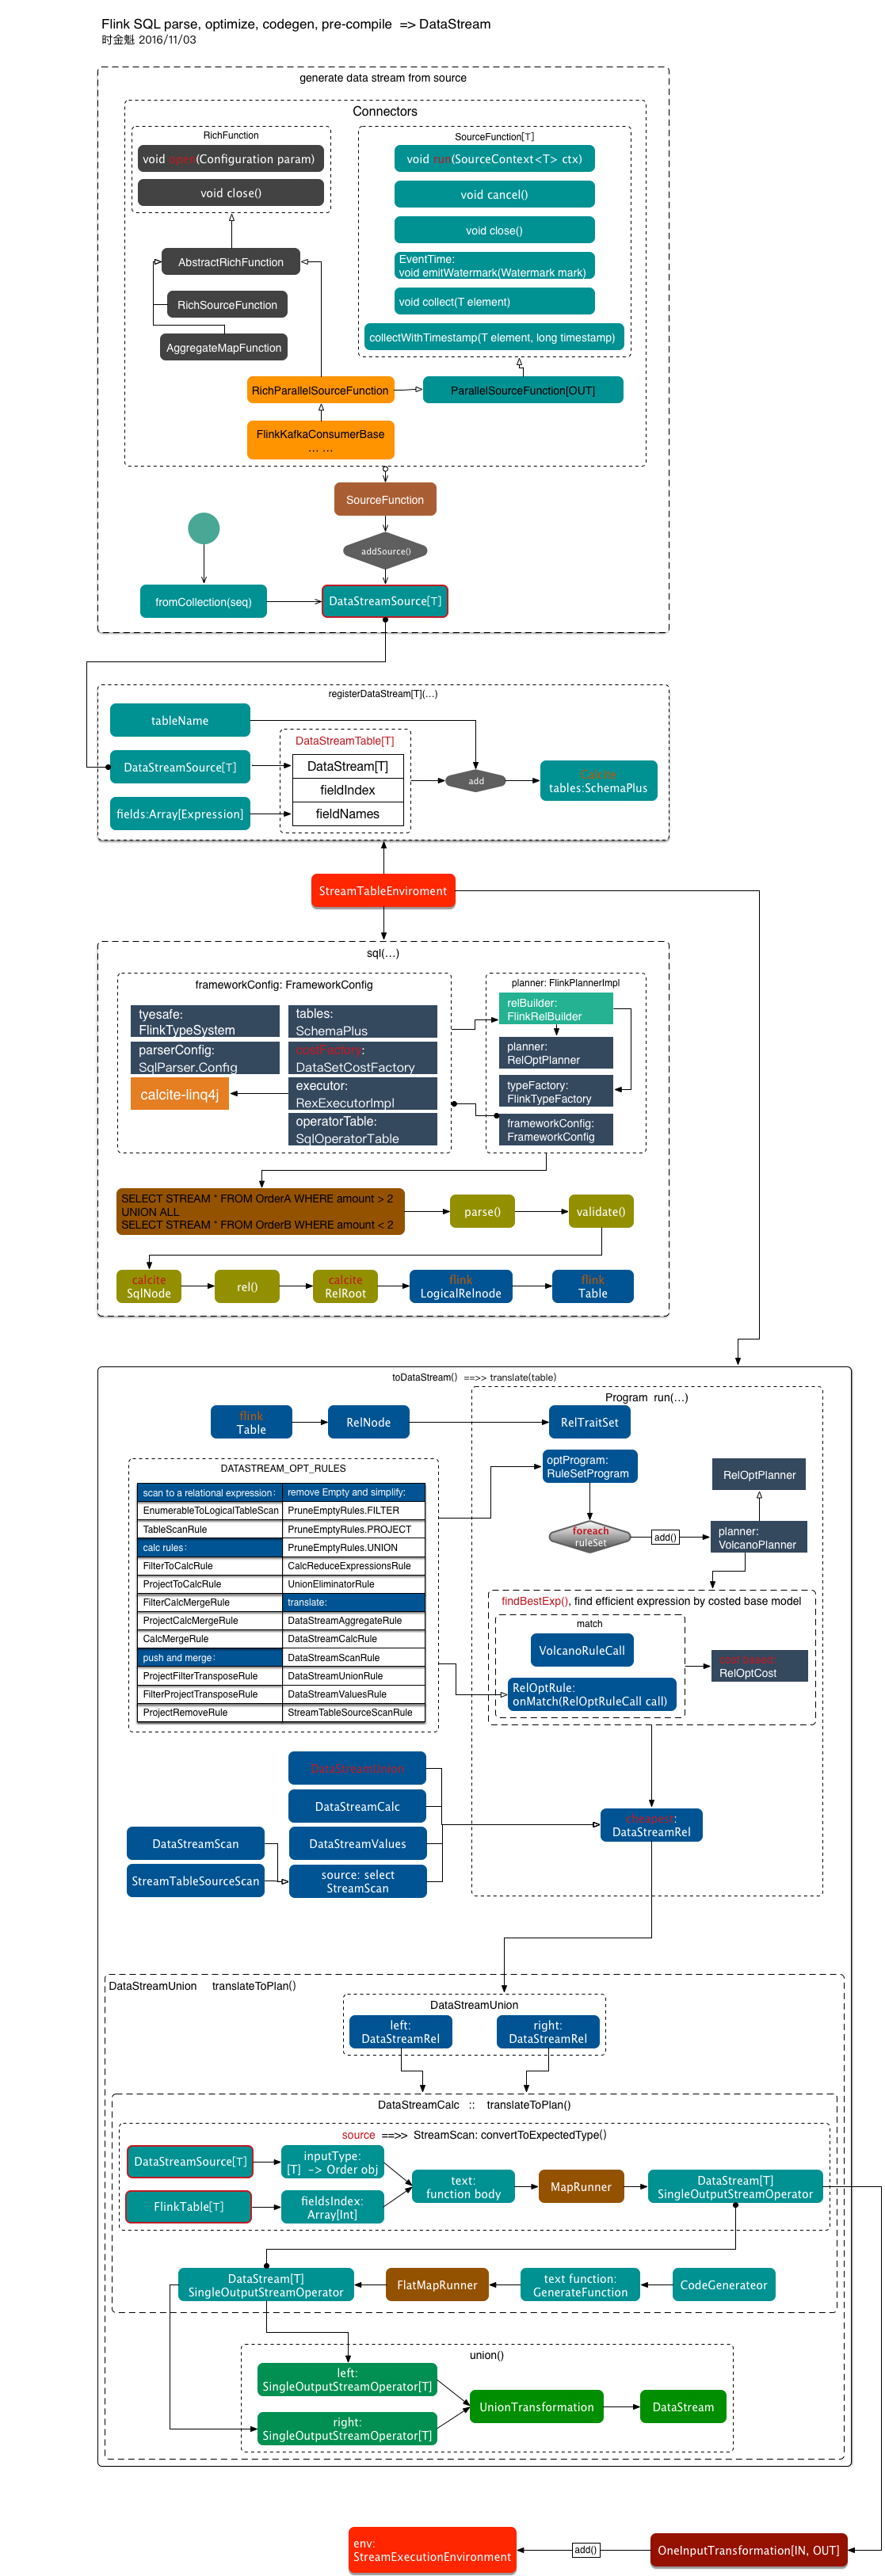 Flink SQL parse, optimize, codegen, pre-compile => DataStream
时金魁 2016/11/03
generate data stream from source
Connectors
RichFunction
void open(Configuration param)
void close()
AbstractRichFunction
RichSourceFunction
AggregateMapFunction
SourceFunction[T]
void run(SourceContext<T> ctx)
void cancel()
void close()
EventTime:
void emitWatermark(Watermark mark)
void collect(T element)
collectWithTimestamp(T element, long timestamp)
RichParallelSourceFunction
ParallelSourceFunction[OUT]
FlinkKafkaConsumerBase
... ...
SourceFunction
addSource()
fromCollection(seq)
DataStreamSource[T]
registerDataStream[T](...)
tableName
DataStreamSource[T]
fields:Array[Expression]
DataStreamTable[T]
DataStream[T]
fieldIndex
fieldNames
add
Calcite
tables:SchemaPlus
StreamTableEnviroment
sql(...)
frameworkConfig: FrameworkConfig
tyesafe:
FlinkTypeSystem
parserConfig:
SqlParser.Config
calcite-linq4j
tables:
SchemaPlus
costFactory:
DataSetCostFactory
executor:
RexExecutorImpl
operatorTable:
SqlOperatorTable
planner: FlinkPlannerImpl
relBuilder:
FlinkRelBuilder
planner:
RelOptPlanner
typeFactory:
FlinkTypeFactory
frameworkConfig:
FrameworkConfig
SELECT STREAM * FROM OrderA WHERE amount > 2
UNION ALL
SELECT STREAM * FROM OrderB WHERE amount < 2
parse()
validate()
calcite
SqlNode
rel()
calcite
RelRoot
flink
LogicalRelnode
flink
Table
toDataStream() ==>> translate(table)
Program run(...)
flink
Table
RelNode
RelTraitSet
DATASTREAM_OPT_RULES
scan to a relational expression:
EnumerableToLogicalTableScan
TableScanRule
calc rules:
FilterToCalcRule
ProjectToCalcRule
FilterCalcMergeRule
ProjectCalcMergeRule
CalcMergeRule
push and merge:
ProjectFilterTransposeRule
FilterProjectTransposeRule
ProjectRemoveRule
remove Empty and simplify:
PruneEmptyRules.FILTER
PruneEmptyRules.PROJECT
PruneEmptyRules.UNION
CalcReduceExpressionsRule
UnionEliminatorRule
translate:
DataStreamAggregateRule
DataStreamCalcRule
DataStreamScanRule
DataStreamUnionRule
DataStreamValuesRule
StreamTableSourceScanRule
optProgram:
RuleSetProgram
foreach
ruleSet
add()
RelOptPlanner
planner:
VolcanoPlanner
findBestExp(), find efficient expression by costed base model
match
VolcanoRuleCall
RelOptRule:
onMatch(RelOptRuleCall call)
cost based:
RelOptCost
DataStreamUnion
DataStreamCalc
DataStreamValues
source: select
StreamScan
DataStreamScan
StreamTableSourceScan
cheapest:
DataStreamRel
DataStreamUnion translateToPlan()
DataStreamUnion
left:
DataStreamRel
right:
DataStreamRel
DataStreamCalc :: translateToPlan()
source ==>> StreamScan: convertToExpectedType()
DataStreamSource[T]
inputType:
[T] -> Order obj
FlinkTable[T]
fieldsIndex:
Array[Int]
text:
function body
MapRunner
DataStream[T]
SingleOutputStreamOperator
DataStream[T]
SingleOutputStreamOperator
FlatMapRunner
text function:
GenerateFunction
CodeGenerateor
union()
left:
SingleOutputStreamOperator[T]
right:
SingleOutputStreamOperator[T]
UnionTransformation
DataStream
env:
StreamExecutionEnvironment
add()
OneInputTransformation[IN, OUT]